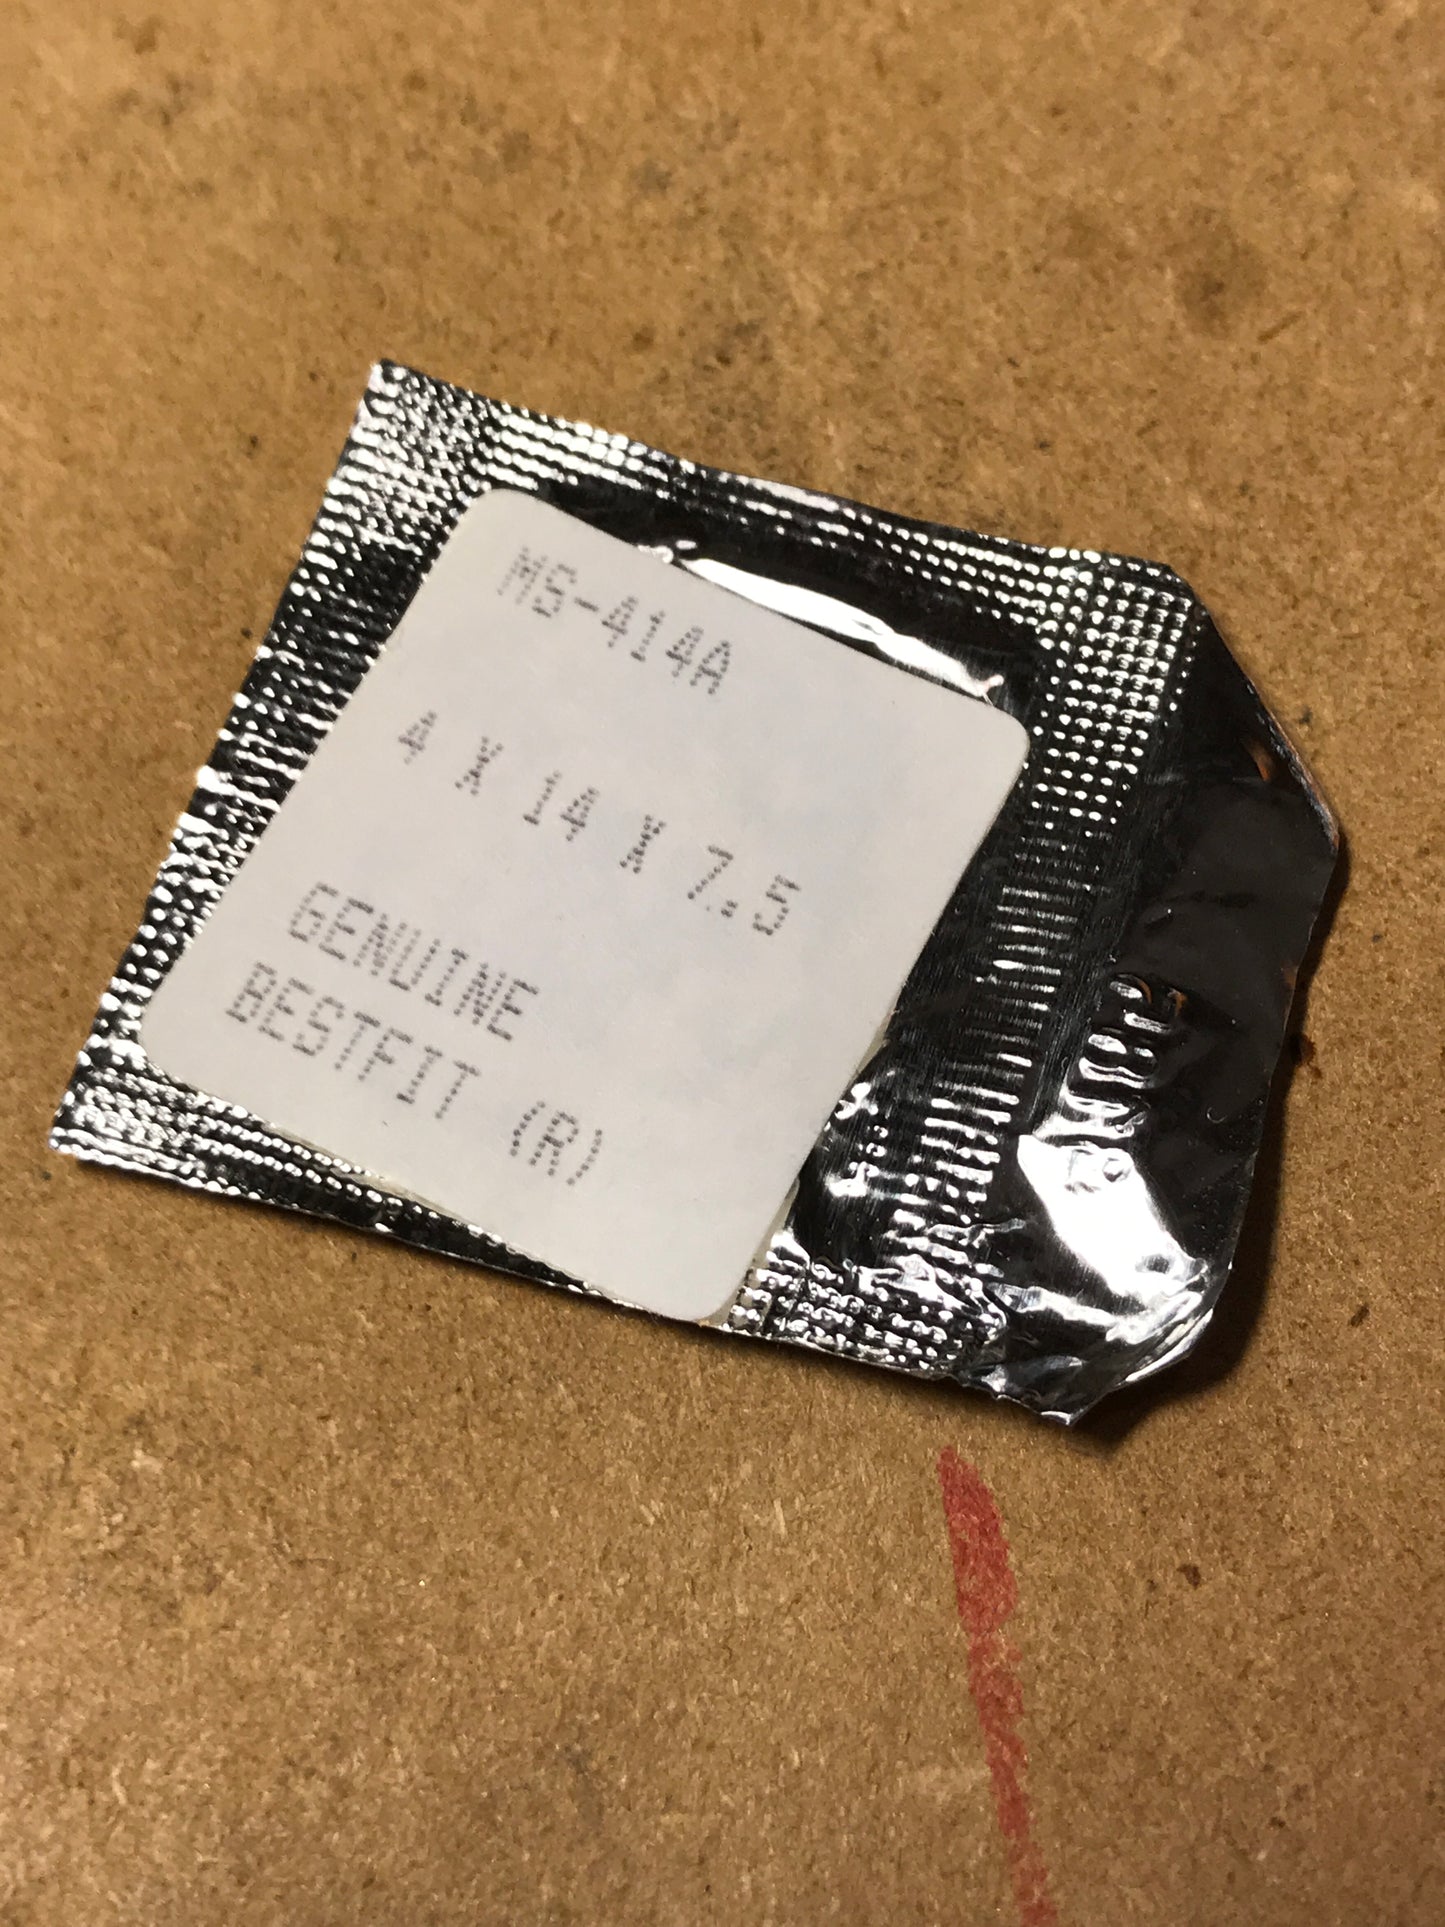 MS-414A
4 X 14 X 7.5
GENUINE
BESTFIT (R)